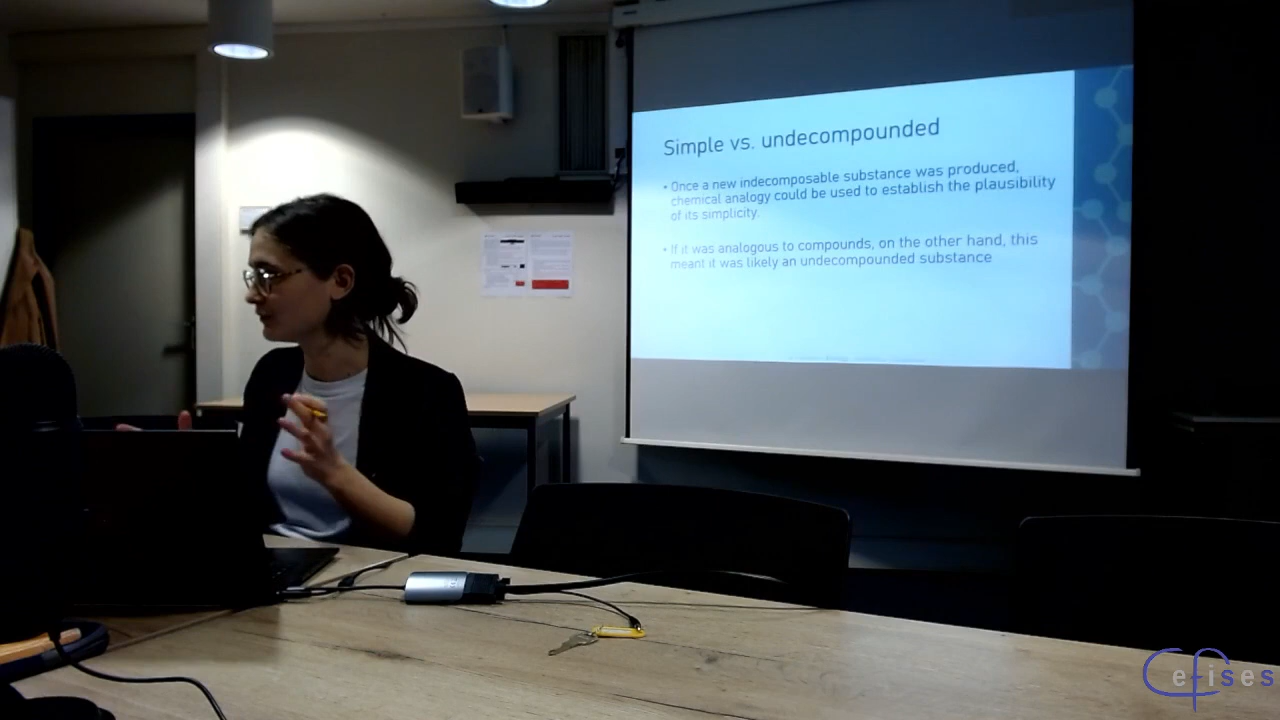 Simple vs. undecompounded
• Once a new indecomposable substance was produced,
chemical analogy could be used to establish the plausibility
of its simplicity.
• If it was analogous to compounds, on the other hand, this
meant it was likely an undecompounded substance
Cefises